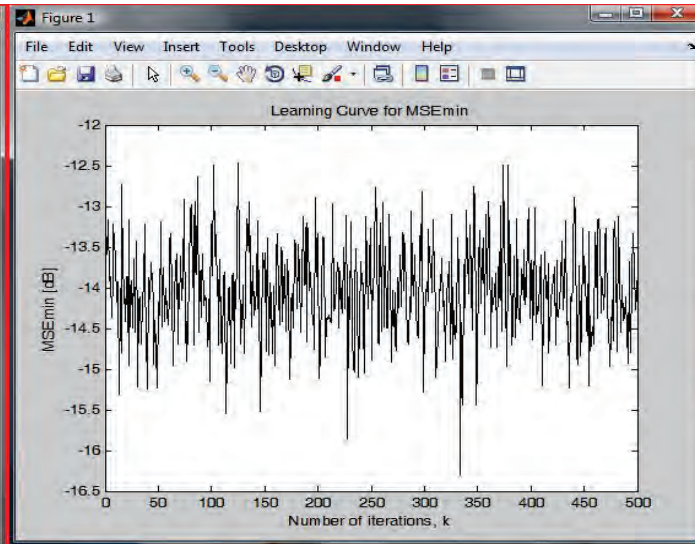 Figure 1
File Edit View Insert Tools Desktop Window Help
Learning Curve for MSEmin
-12
-12.5
-13
-13.5
-14
-14.5
-15
-15.5
-16
-16.5
MSEmin [dB]
0 50 100 150 200 250 300 350 400 450 500
Number of iterations, k